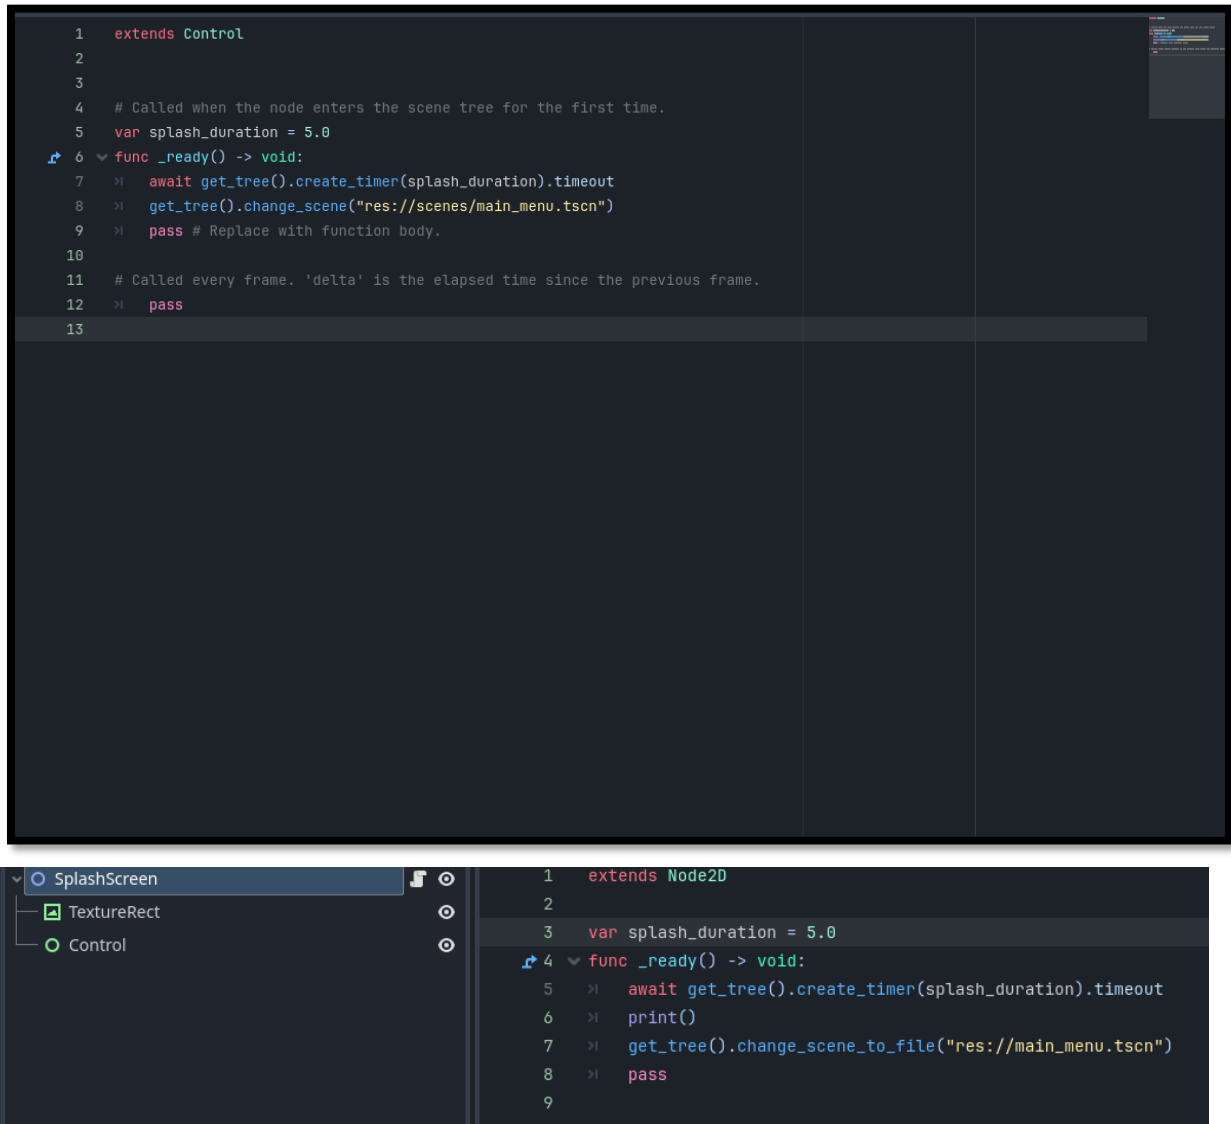 1 extends Control
2
3
4 # Called when the node enters the scene tree for the first time.
5 var splash_duration = 5.0
6 func _ready() -> void:
7 await get_tree().create_timer(splash_duration).timeout
8 get_tree().change_scene("res://scenes/main_menu.tscn")
9 pass # Replace with function body.
10
11 # Called every frame. 'delta' is the elapsed time since the previous frame.
12 pass
13
SplashScreen
TextureRect
Control
1 extends Node2D
2
3 var splash_duration = 5.0
4 func _ready() -> void:
5 await get_tree().create_timer(splash_duration).timeout
6 print()
7 get_tree().change_scene_to_file("res://main_menu.tscn")
8 pass
9